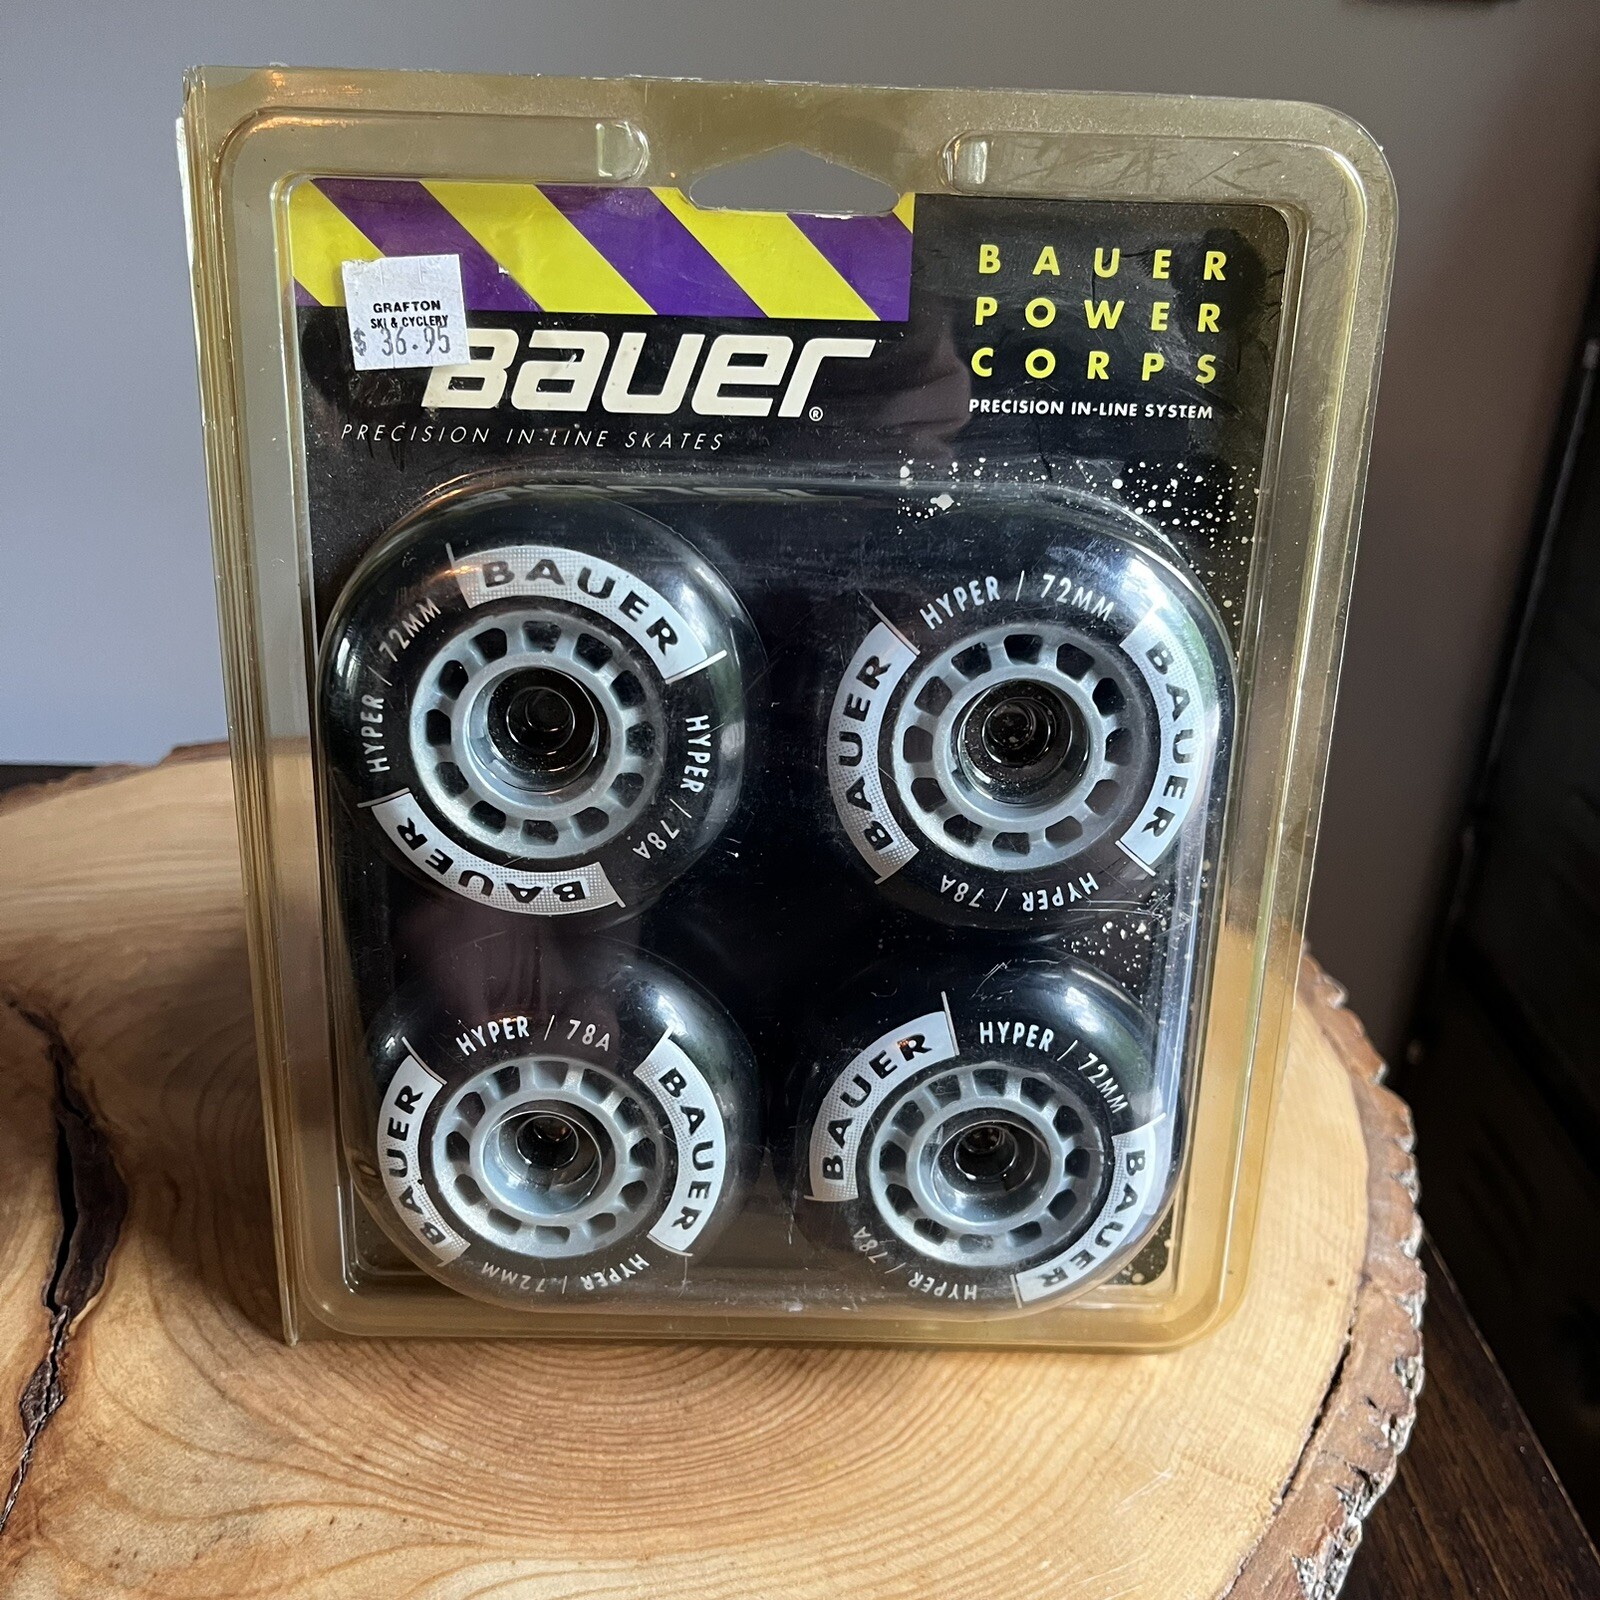 GRAFTON
SKI & CYCLERY
$ 36.95
BAUER®
PRECISION IN-LINE SKATES
BAUER
POWER
CORPS
PRECISION IN-LINE SYSTEM
BAUER
HYPER / 72MM
HYPER / 78A
BAUER
HYPER / 72MM
BAUER
BAUER
HYPER / 78A
HYPER / 78A
BAUER
BAUER
HYPER / 72MM
BAUER
HYPER / 72MM
BAUER
HYPER / 78A